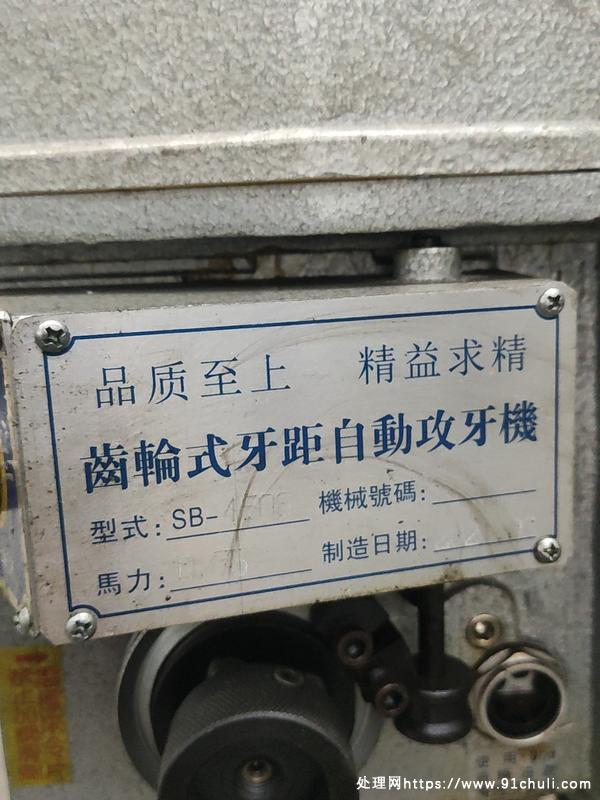 品质至上 精益求精
齒輪式牙距自動攻牙機
型式:SB- 機械號碼:
馬力: 制造日期:
使用
处理网https://www.91chuli.com